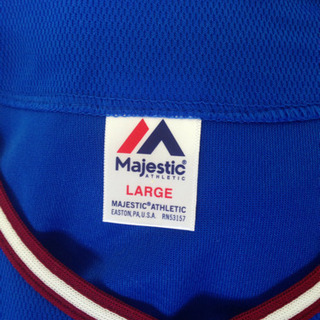 Majestic®
ATHLETIC
LARGE
MAJESTIC® ATHLETIC
EASTON, PA, U.S.A. RN53157